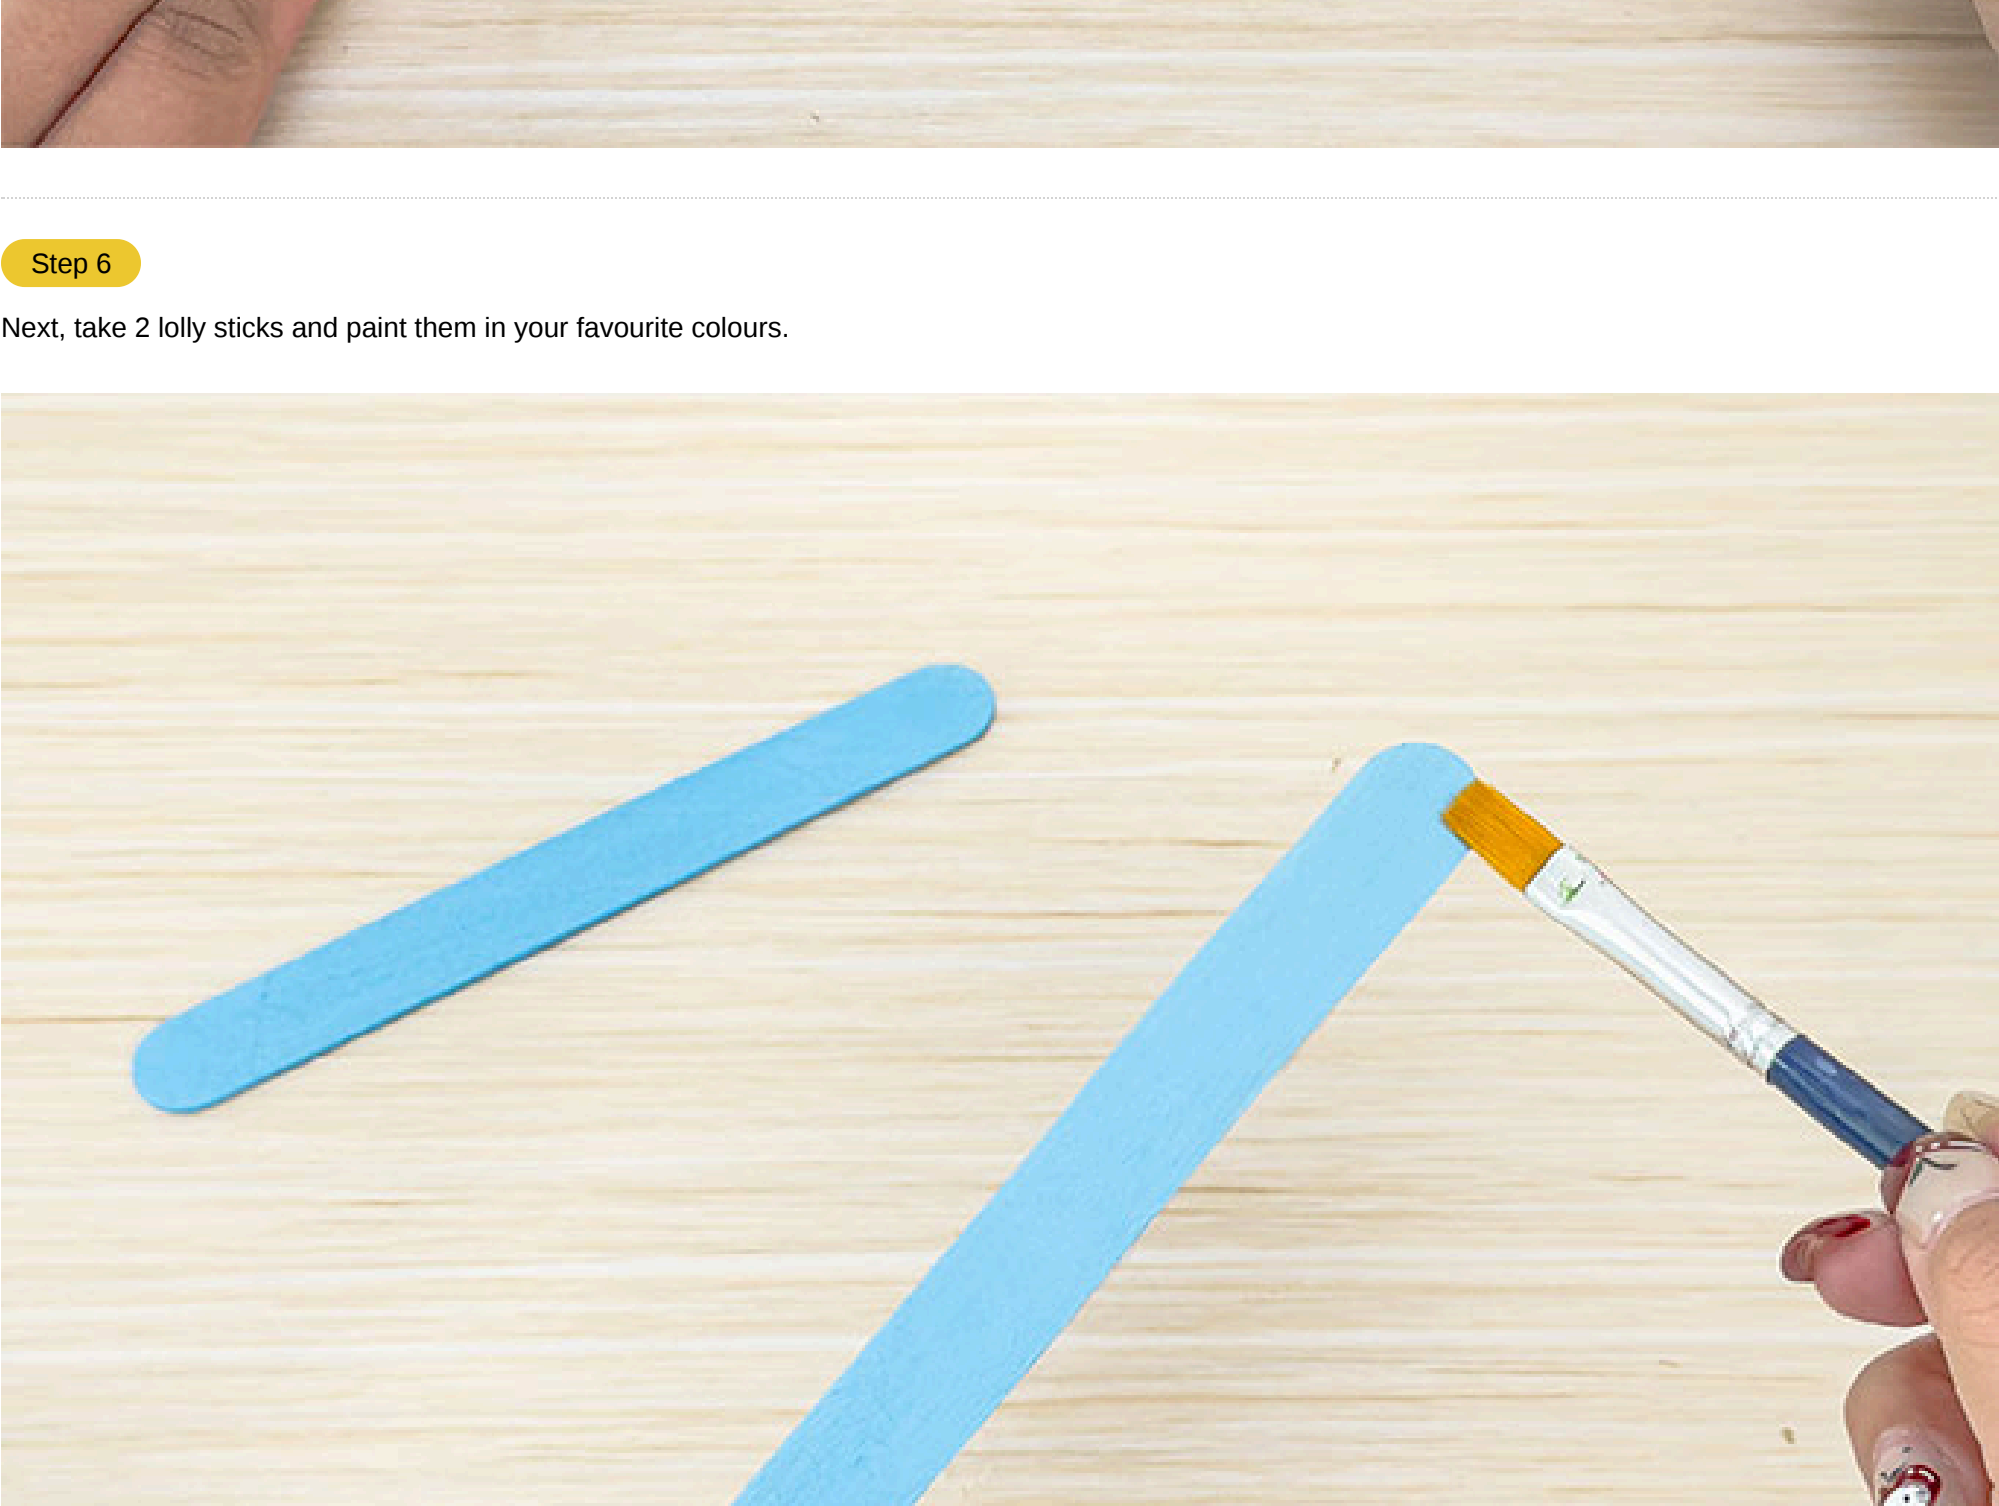 Step 6
Next, take 2 lolly sticks and paint them in your favourite colours.